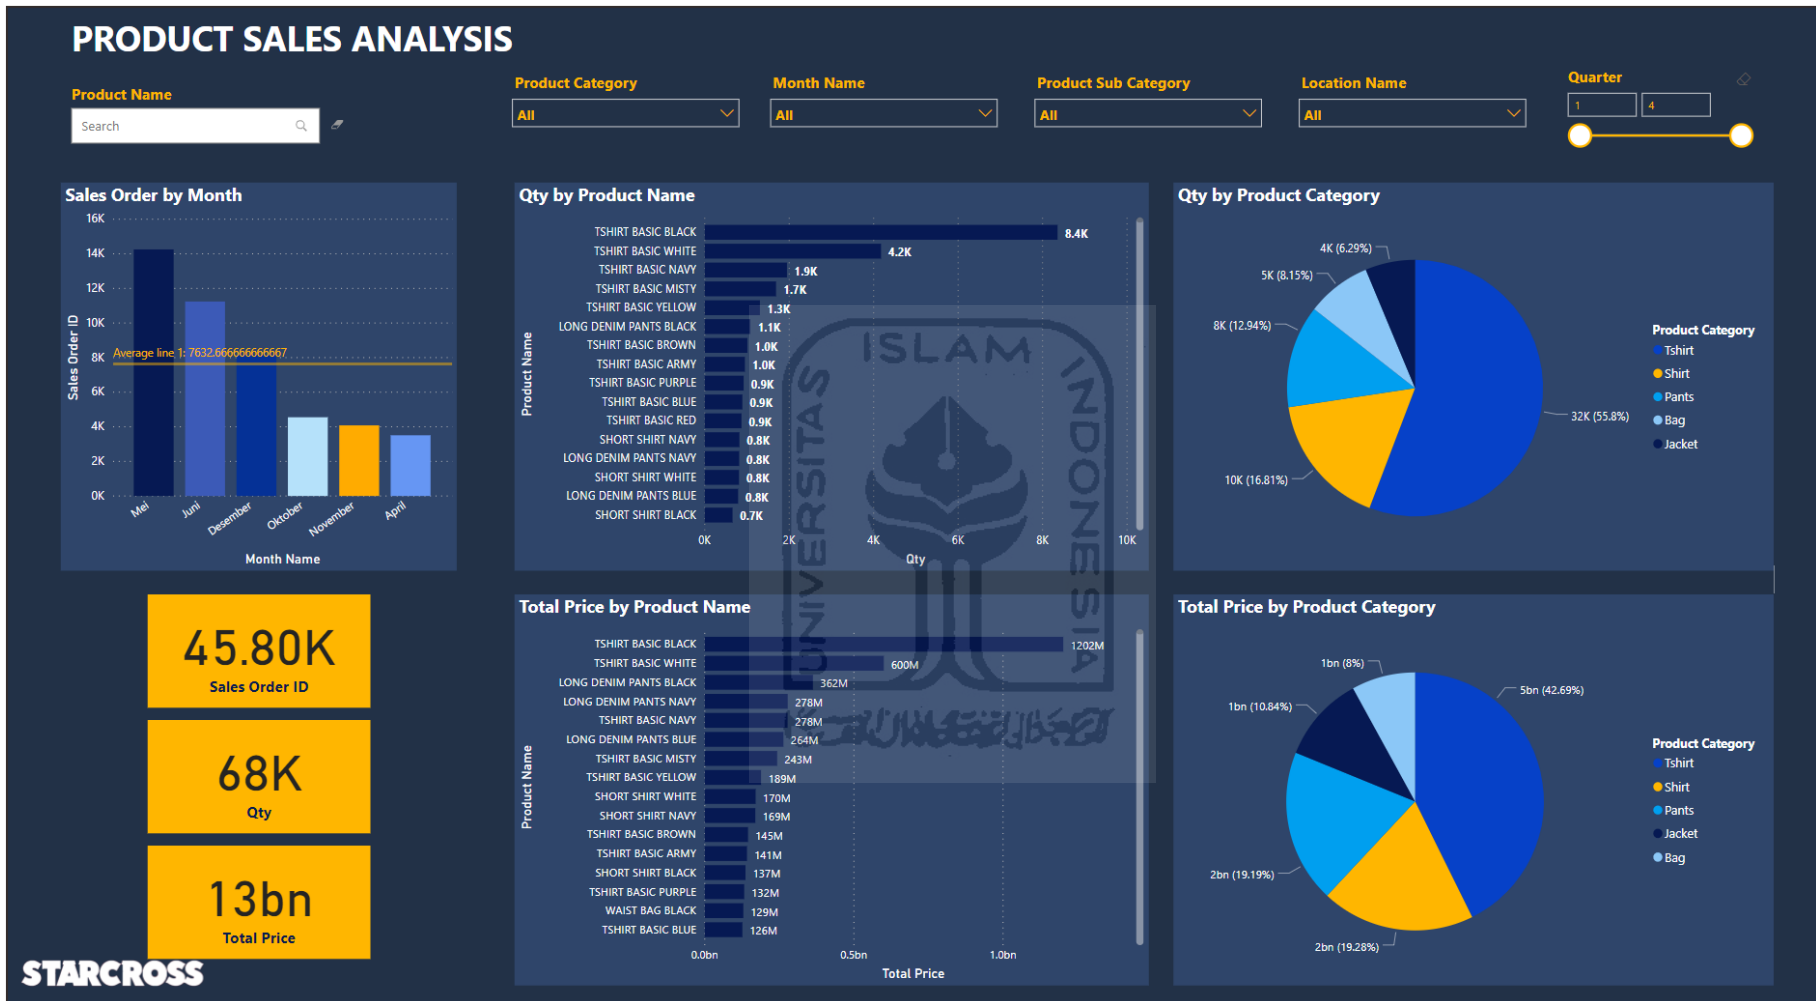 PRODUCT SALES ANALYSIS
Product Name
Search
Product Category
All
Month Name
All
Product Sub Category
All
Location Name
All
Quarter
1
4
Sales Order by Month
16K
14K
12K
10K
8K
6K
4K
2K
0K
Sales Order ID
Average line 1: 7632.666666666667
Mei
Juni
Desember
Oktober
November
April
Month Name
Qty by Product Name
Product Name
TSHIRT BASIC BLACK 8.4K
TSHIRT BASIC WHITE 4.2K
TSHIRT BASIC NAVY 1.9K
TSHIRT BASIC MISTY 1.7K
TSHIRT BASIC YELLOW 1.3K
LONG DENIM PANTS BLACK 1.1K
TSHIRT BASIC BROWN 1.0K
TSHIRT BASIC ARMY 1.0K
TSHIRT BASIC PURPLE 0.9K
TSHIRT BASIC BLUE 0.9K
TSHIRT BASIC RED 0.9K
SHORT SHIRT NAVY 0.8K
LONG DENIM PANTS NAVY 0.8K
SHORT SHIRT WHITE 0.8K
LONG DENIM PANTS BLUE 0.8K
SHORT SHIRT BLACK 0.7K
0K 2K 4K 6K 8K 10K
Qty
Qty by Product Category
4K (6.29%)
5K (8.15%)
8K (12.94%)
10K (16.81%)
32K (55.8%)
Product Category
Tshirt
Shirt
Pants
Bag
Jacket
45.80K
Sales Order ID
68K
Qty
13bn
Total Price
STARCROSS
Total Price by Product Name
Product Name
TSHIRT BASIC BLACK 1202M
TSHIRT BASIC WHITE 600M
LONG DENIM PANTS BLACK 362M
LONG DENIM PANTS NAVY 278M
TSHIRT BASIC NAVY 278M
LONG DENIM PANTS BLUE 264M
TSHIRT BASIC MISTY 243M
TSHIRT BASIC YELLOW 189M
SHORT SHIRT WHITE 170M
SHORT SHIRT NAVY 169M
TSHIRT BASIC BROWN 145M
TSHIRT BASIC ARMY 141M
SHORT SHIRT BLACK 137M
TSHIRT BASIC PURPLE 132M
WAIST BAG BLACK 129M
TSHIRT BASIC BLUE 126M
0.0bn 0.5bn 1.0bn
Total Price
Total Price by Product Category
1bn (8%)
1bn (10.84%)
2bn (19.19%)
2bn (19.28%)
5bn (42.69%)
Product Category
Tshirt
Shirt
Pants
Jacket
Bag
UNIVERSITAS
ISLAM
INDONESIA